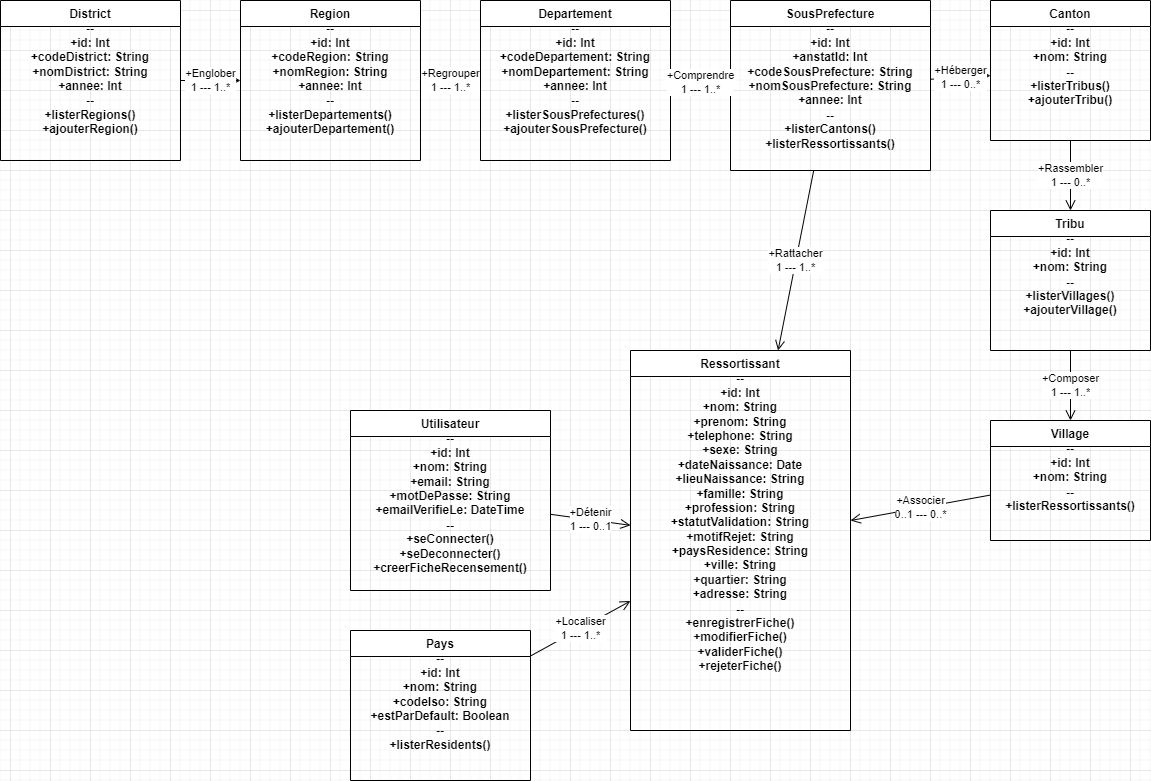 District
--
+id: Int
+codeDistrict: String
+nomDistrict: String
+annee: Int
--
+listerRegions()
+ajouterRegion()
+Englober
1 --- 1..*
Region
--
+id: Int
+codeRegion: String
+nomRegion: String
+annee: Int
--
+listerDepartements()
+ajouterDepartement()
+Regrouper
1 --- 1..*
Departement
--
+id: Int
+codeDepartement: String
+nomDepartement: String
+annee: Int
--
+listerSousPrefectures()
+ajouterSousPrefecture()
+Comprendre
1 --- 1..*
SousPrefecture
--
+id: Int
+anstatId: Int
+codeSousPrefecture: String
+nomSousPrefecture: String
+annee: Int
--
+listerCantons()
+listerRessortissants()
+Héberger
1 --- 0..*
Canton
--
+id: Int
+nom: String
--
+listerTribus()
+ajouterTribu()
+Rassembler
1 --- 0..*
Tribu
--
+id: Int
+nom: String
--
+listerVillages()
+ajouterVillage()
+Rattacher
1 --- 1..*
+Composer
1 --- 1..*
Ressortissant
--
+id: Int
+nom: String
+prenom: String
+telephone: String
+sexe: String
+dateNaissance: Date
+lieuNaissance: String
+famille: String
+profession: String
+statutValidation: String
+motifRejet: String
+paysResidence: String
+ville: String
+quartier: String
+adresse: String
--
+enregistrerFiche()
+modifierFiche()
+validerFiche()
+rejeterFiche()
Village
--
+id: Int
+nom: String
--
+listerRessortissants()
+Associer
0..1 --- 0..*
Utilisateur
--
+id: Int
+nom: String
+email: String
+motDePasse: String
+emailVerifieLe: DateTime
--
+seConnecter()
+seDeconnecter()
+creerFicheRecensement()
+Détenir
1 --- 0..1
Pays
--
+id: Int
+nom: String
+codeIso: String
+estParDefault: Boolean
--
+listerResidents()
+Localiser
1 --- 1..*